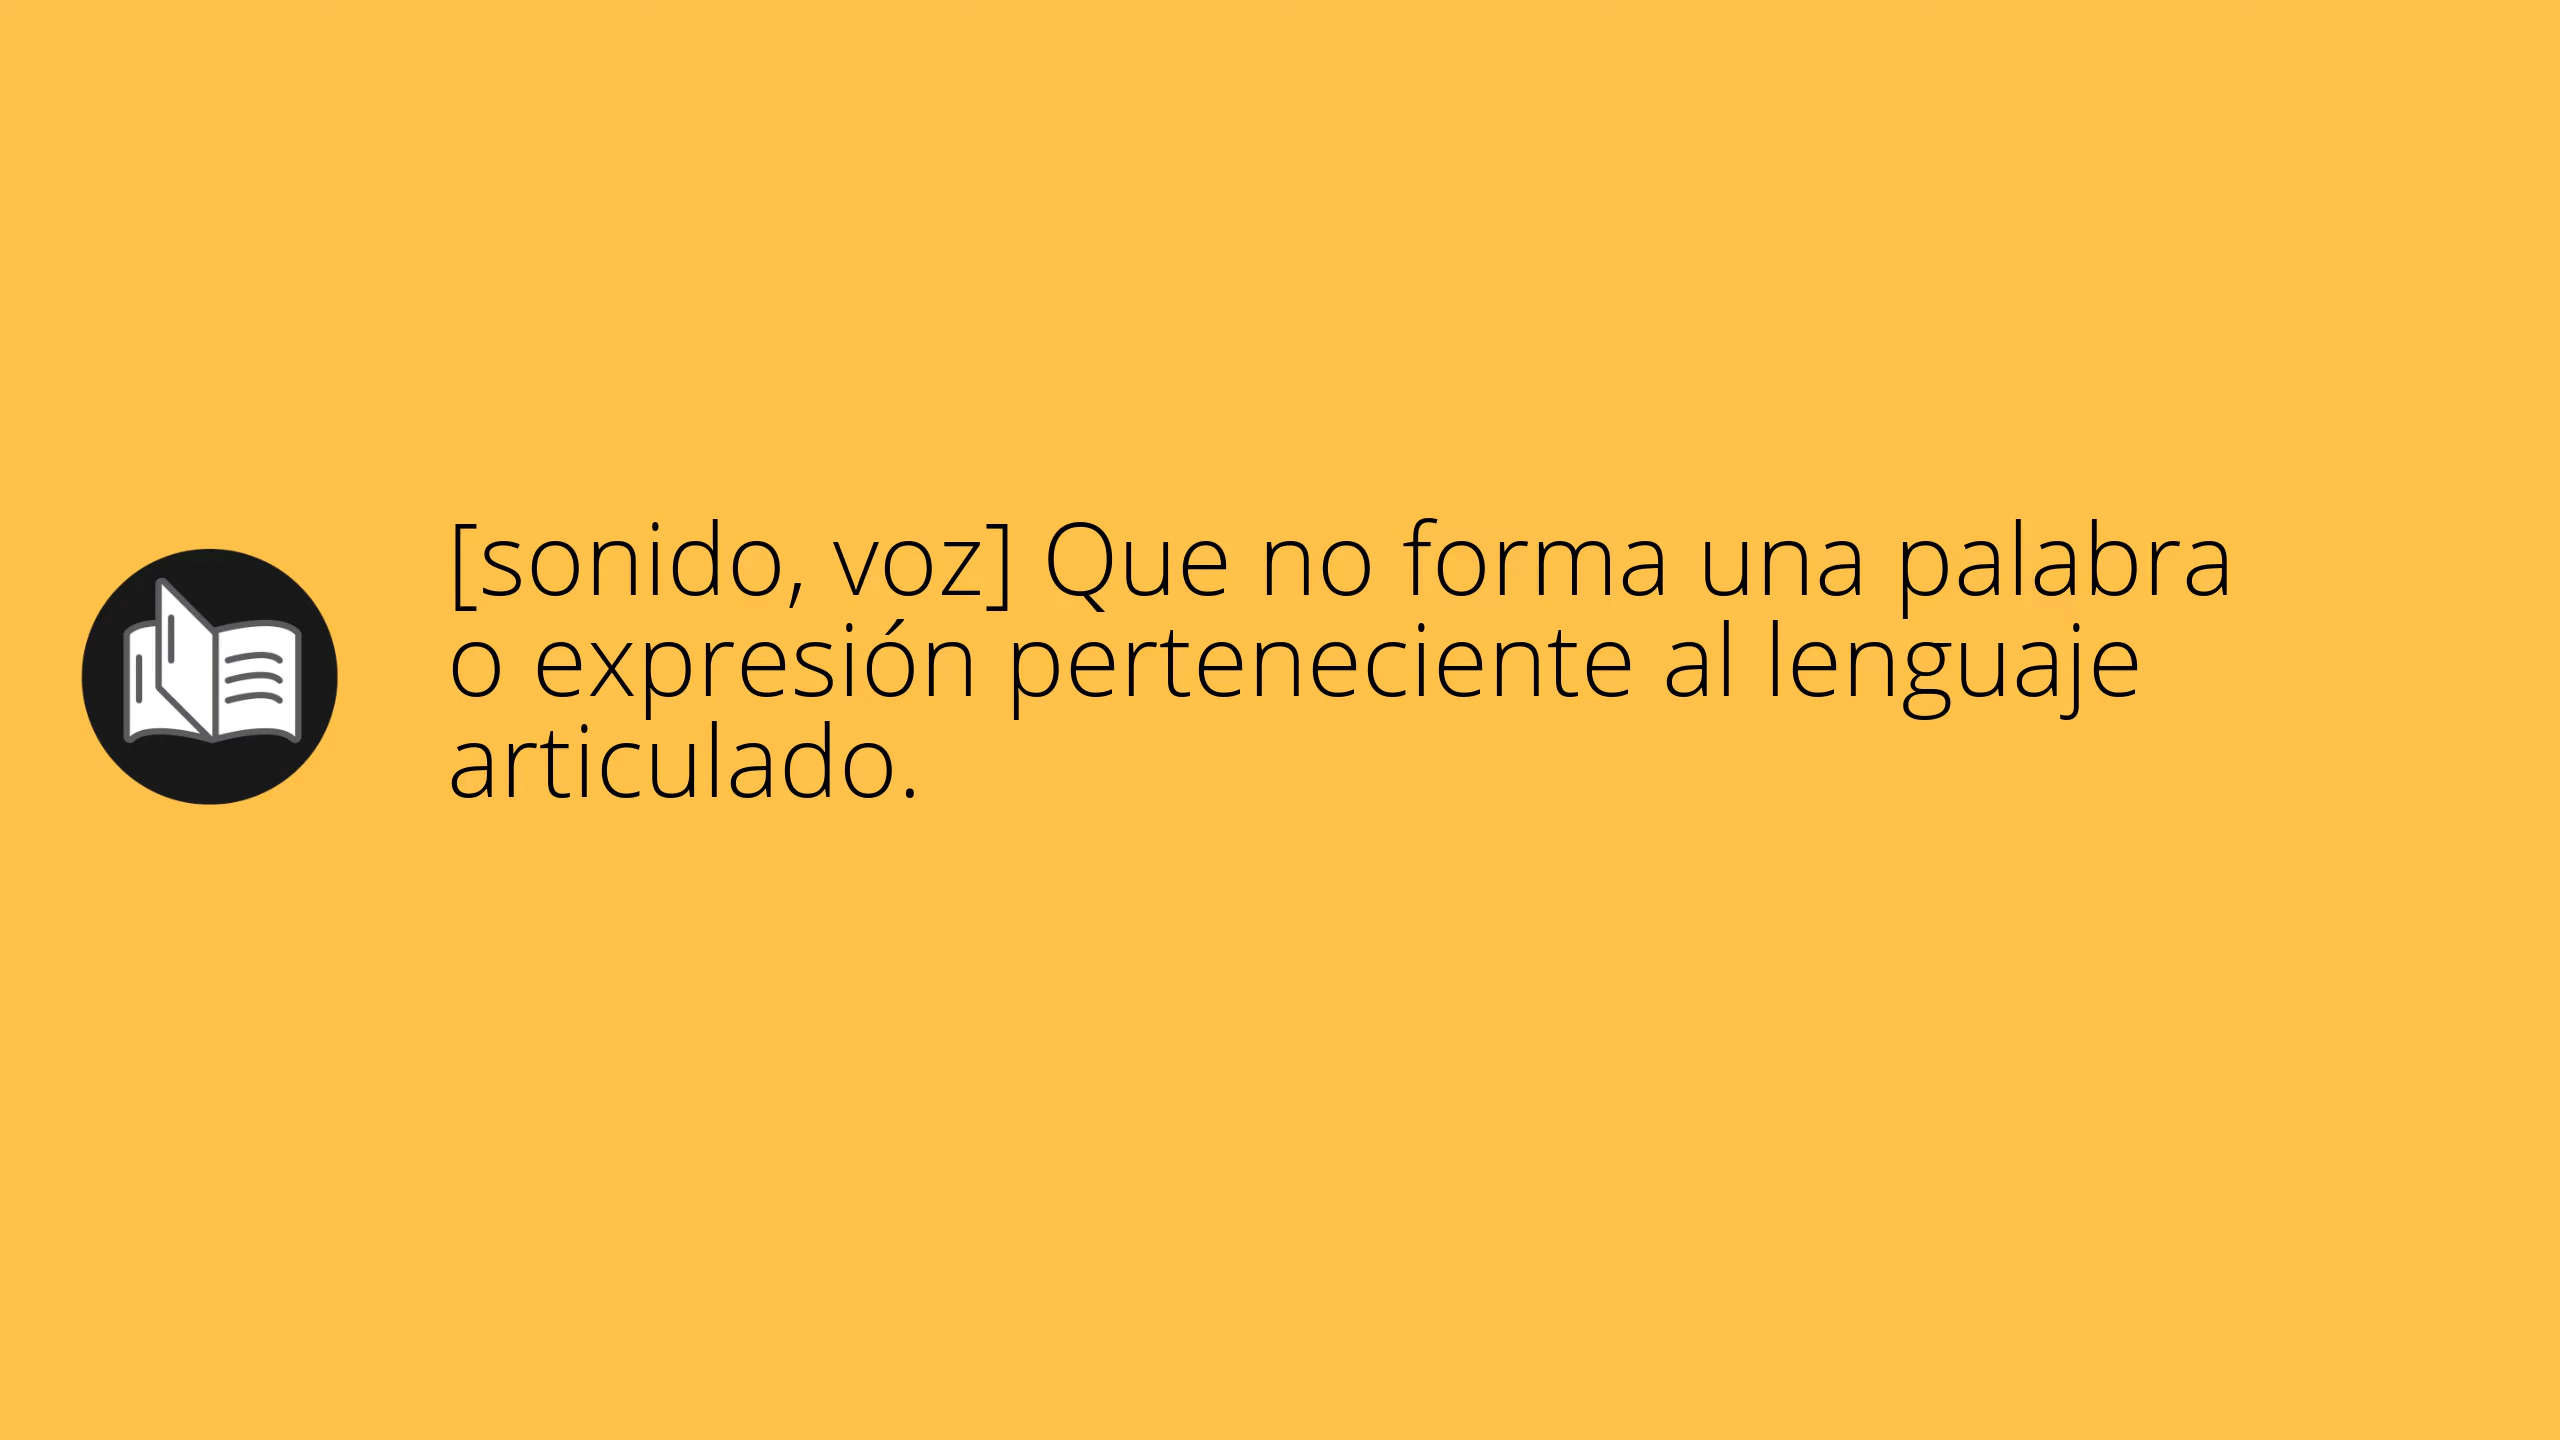 [sonido, voz] Que no forma una palabra
o expresión perteneciente al lenguaje
articulado.